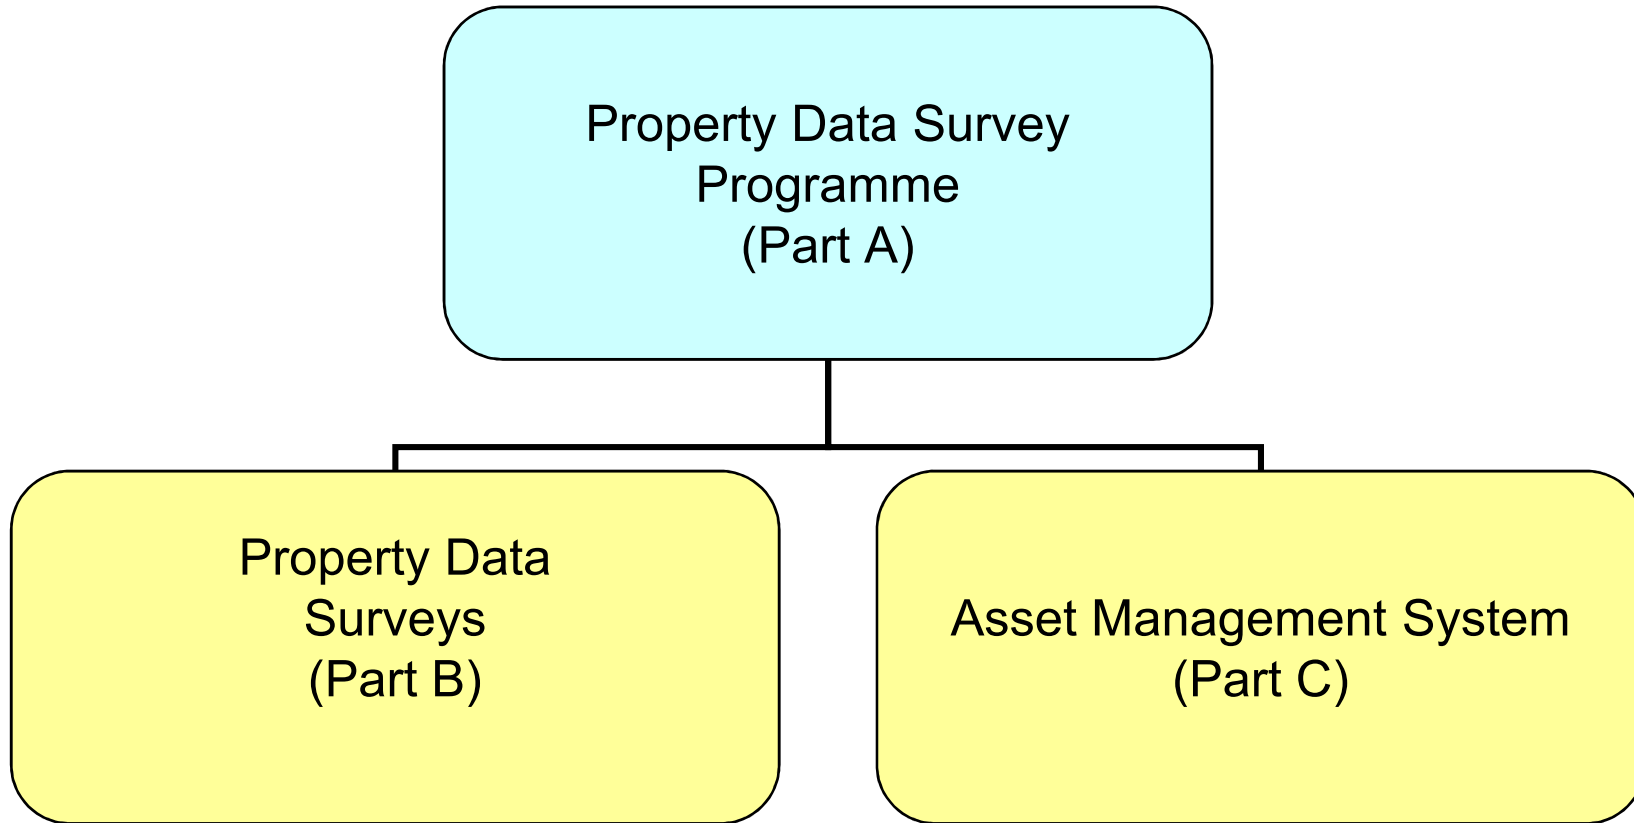 Property Data Survey
Programme
(Part A)
Property Data
Surveys
(Part B)
Asset Management System
(Part C)